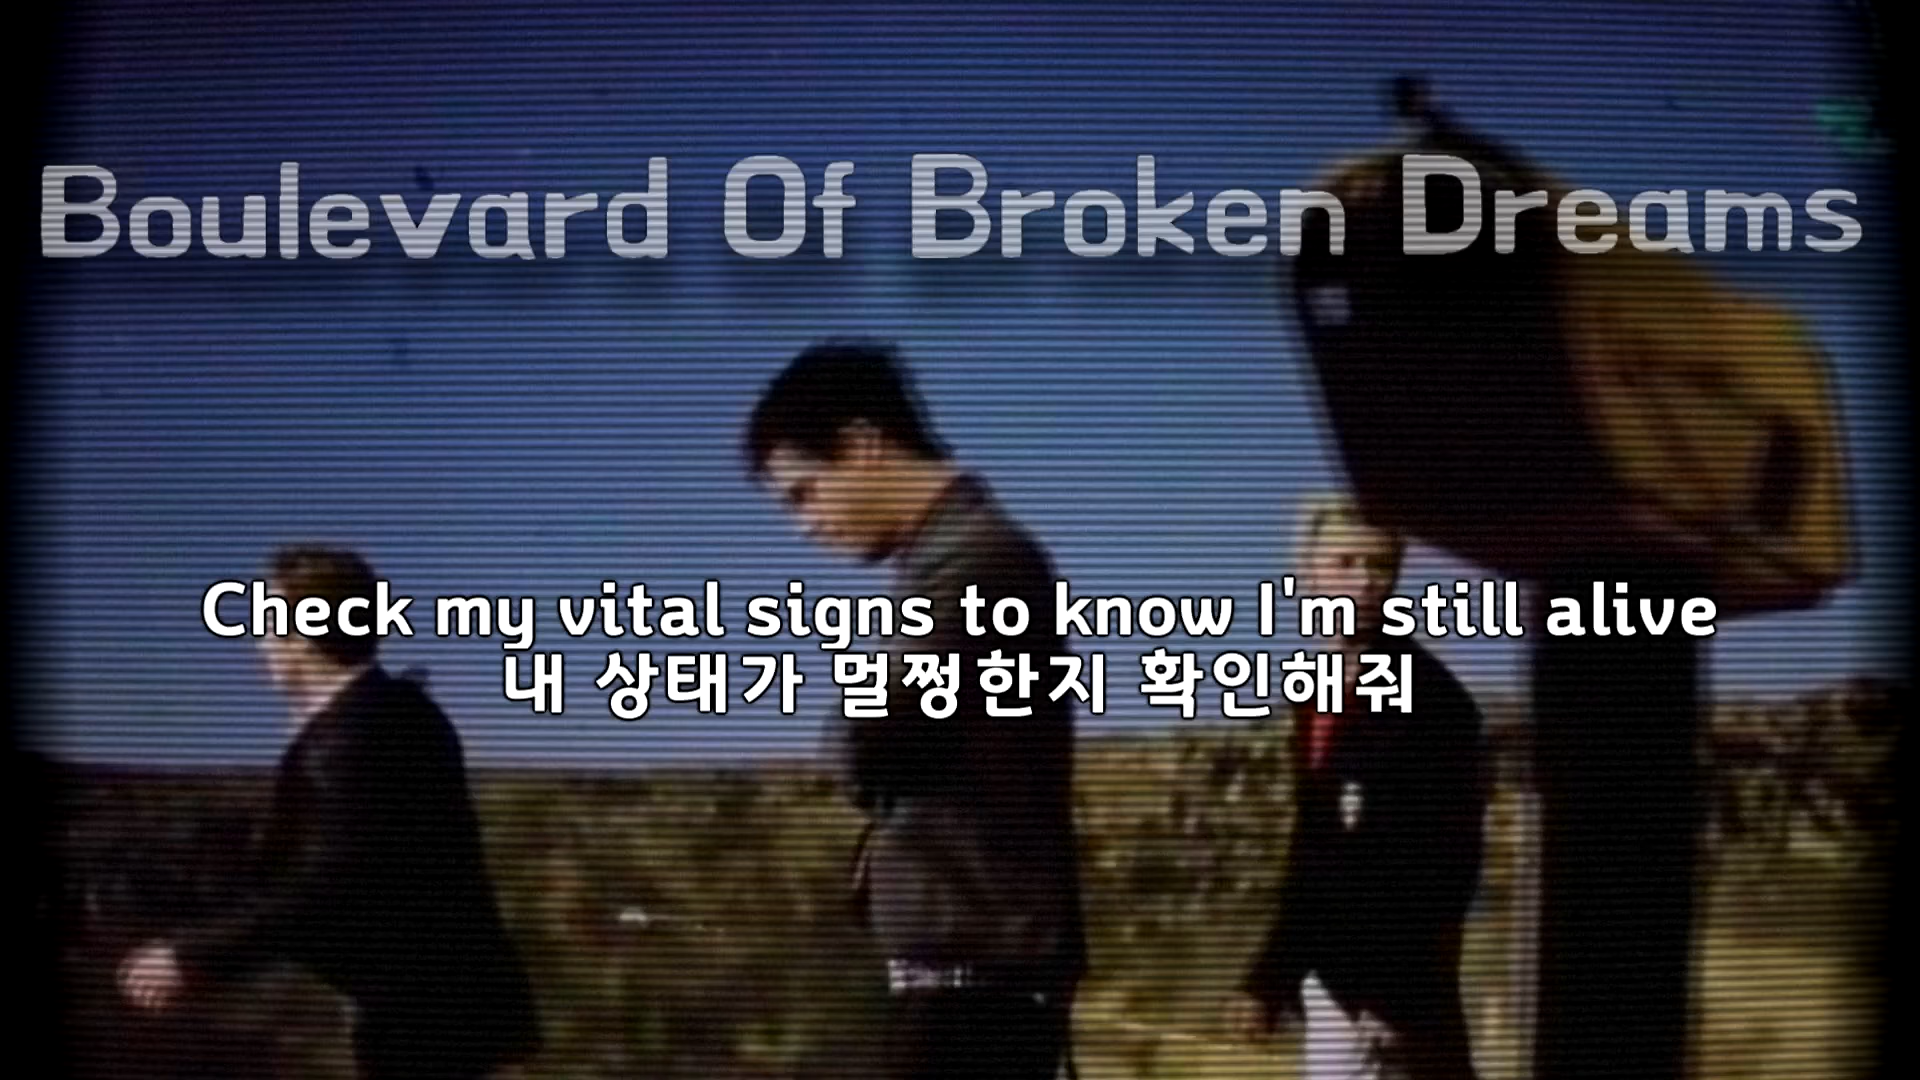 Boulevard Of Broken Dreams
Check my vital signs to know I'm still alive
내 상태가 멀쩡한지 확인해줘